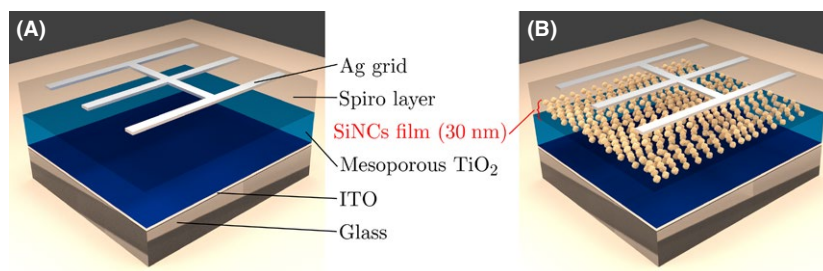 (A)
(B)
Ag grid
Spiro layer
SiNCs film (30 nm)
Mesoporous TiO₂
ITO
Glass